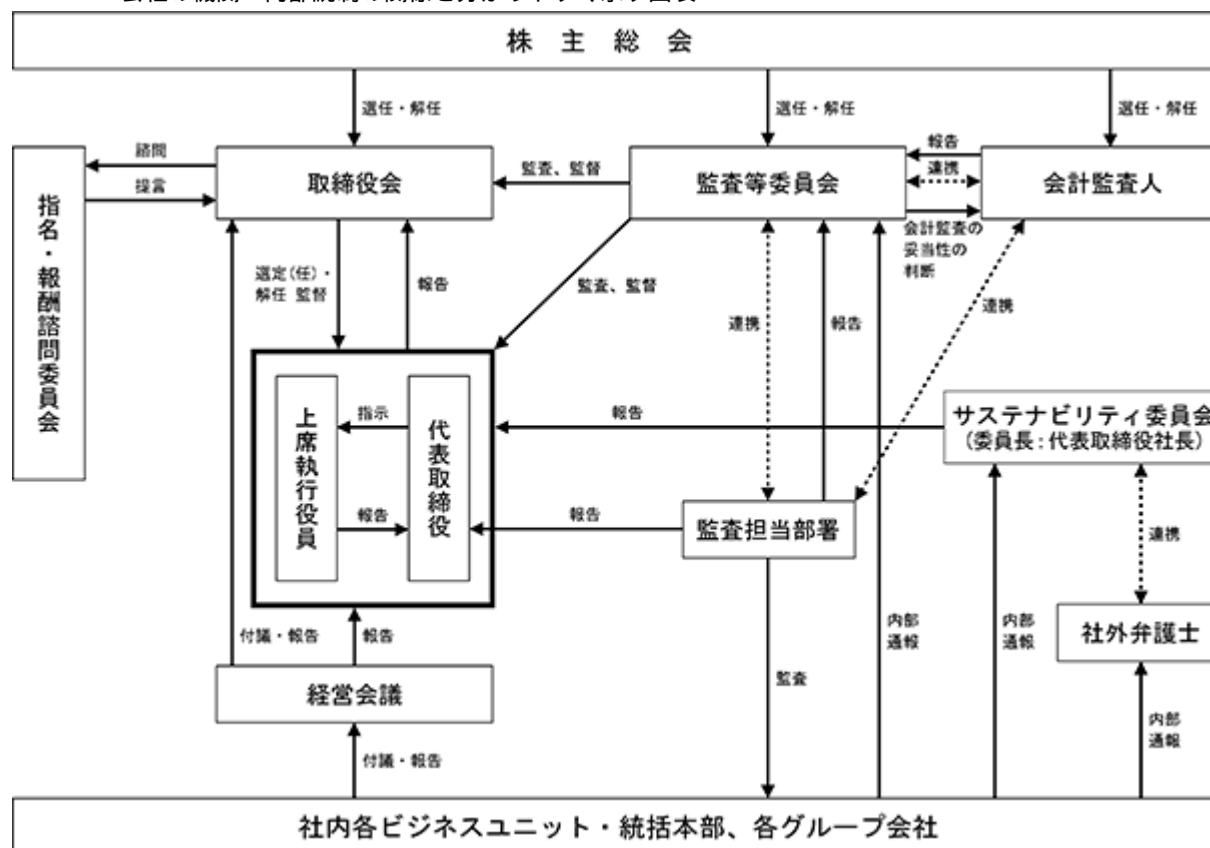 株 主 総 会
選任・解任
選任・解任
選任・解任
諮問
提言
取締役会
監査、監督
監査等委員会
報告
連携
会計監査人
会計監査の
妥当性の
判断
指名・報酬諮問委員会
選定(任)・
解任 監督
報告
監査、監督
連携
報告
連携
上席執行役員
指示
報告
代表取締役
報告
サステナビリティ委員会
(委員長:代表取締役社長)
報告
監査担当部署
連携
付議・報告
報告
内部
通報
内部
通報
社外弁護士
経営会議
監査
内部
通報
付議・報告
社内各ビジネスユニット・統括本部、各グループ会社